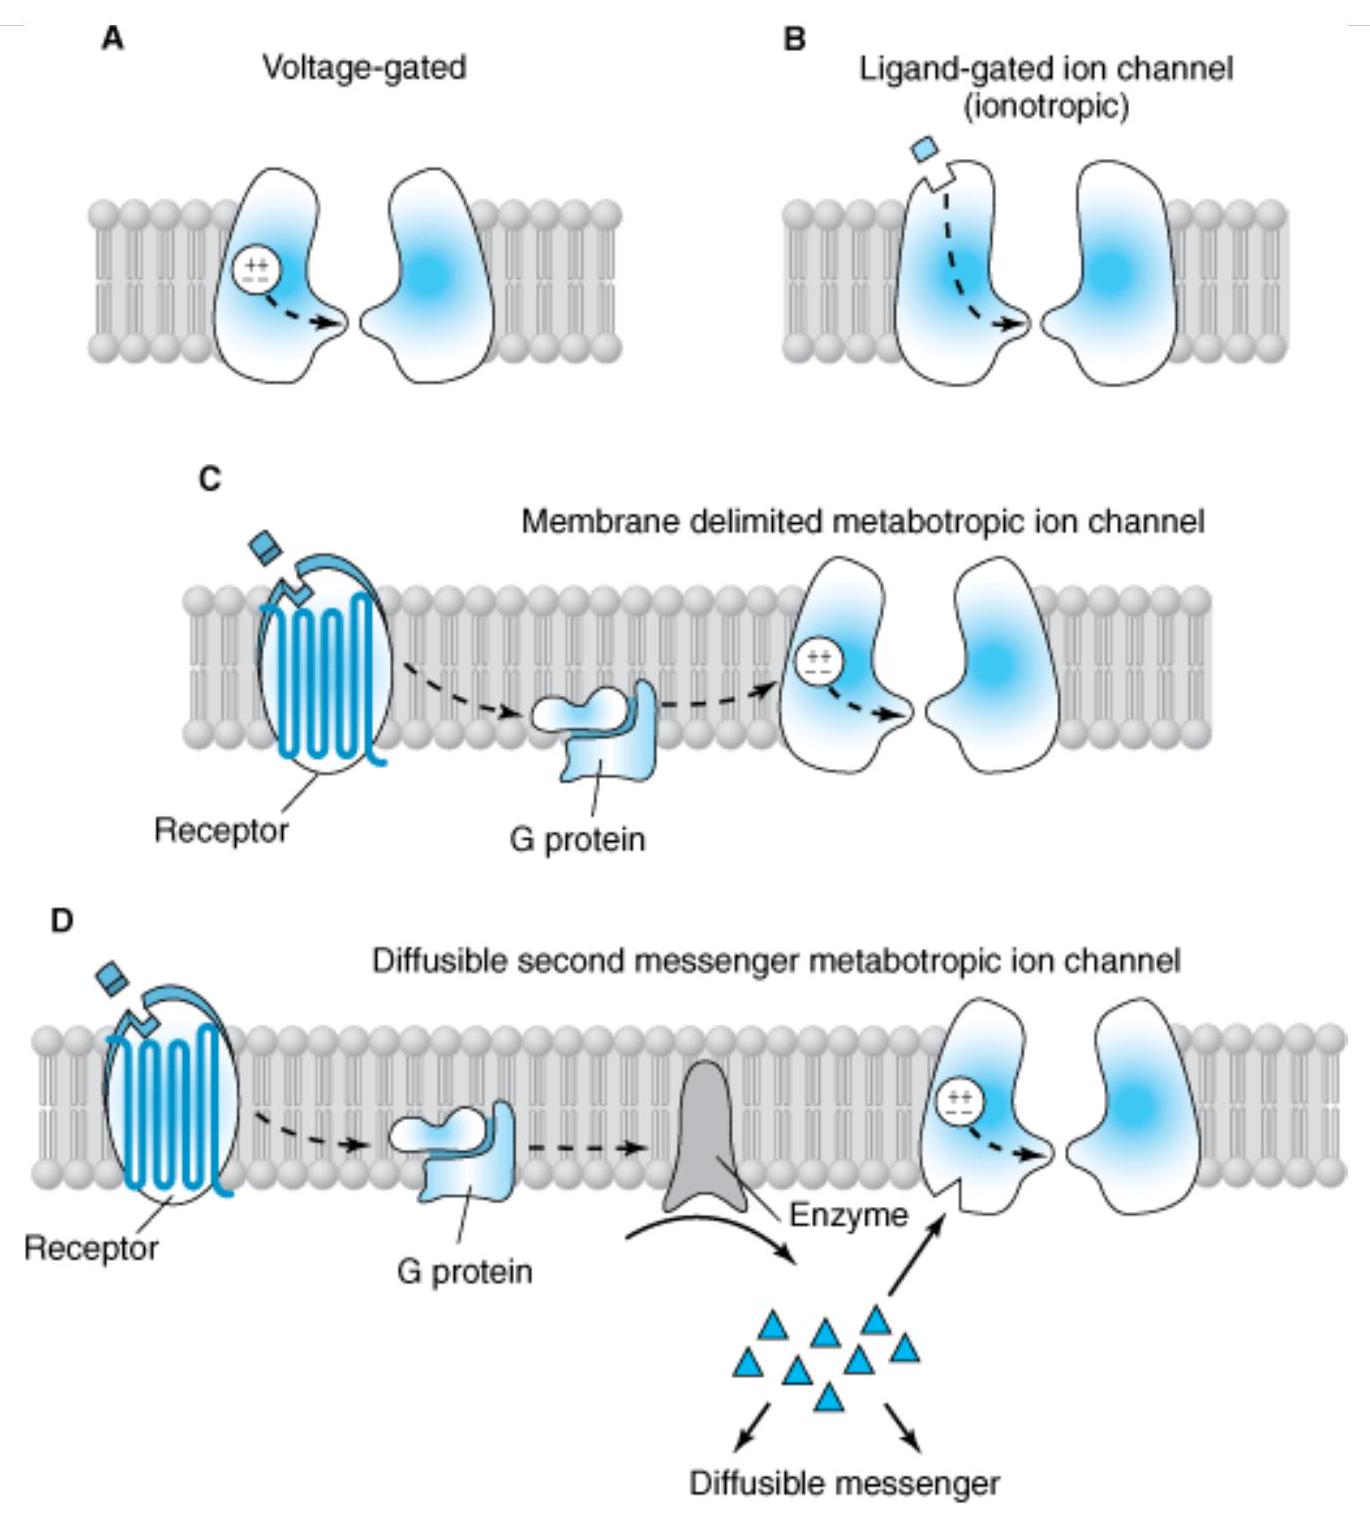 A
Voltage-gated
B
Ligand-gated ion channel
(ionotropic)
++
−−
C
Membrane delimited metabotropic ion channel
++
−−
Receptor
G protein
D
Diffusible second messenger metabotropic ion channel
++
−−
Enzyme
Receptor
G protein
Diffusible messenger